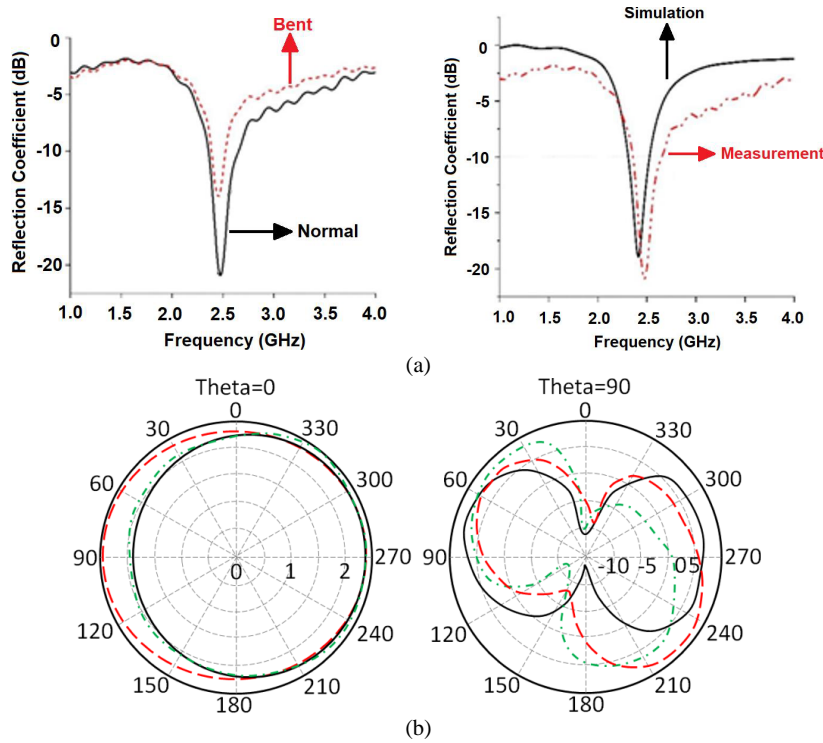 Bent
0
-5
-10
-15
-20
Reflection Coefficient (dB)
Normal
1.0 1.5 2.0 2.5 3.0 3.5 4.0
Frequency (GHz)
Simulation
0
-5
-10
-15
-20
Reflection Coefficient (dB)
Measurement
1.0 1.5 2.0 2.5 3.0 3.5 4.0
Frequency (GHz)
(a)
Theta=0
0
30 330
60 300
90 0 1 2 270
120 240
150 210
180
Theta=90
0
30 330
60 300
90 -10 -5 05 270
120 240
150 210
180
(b)